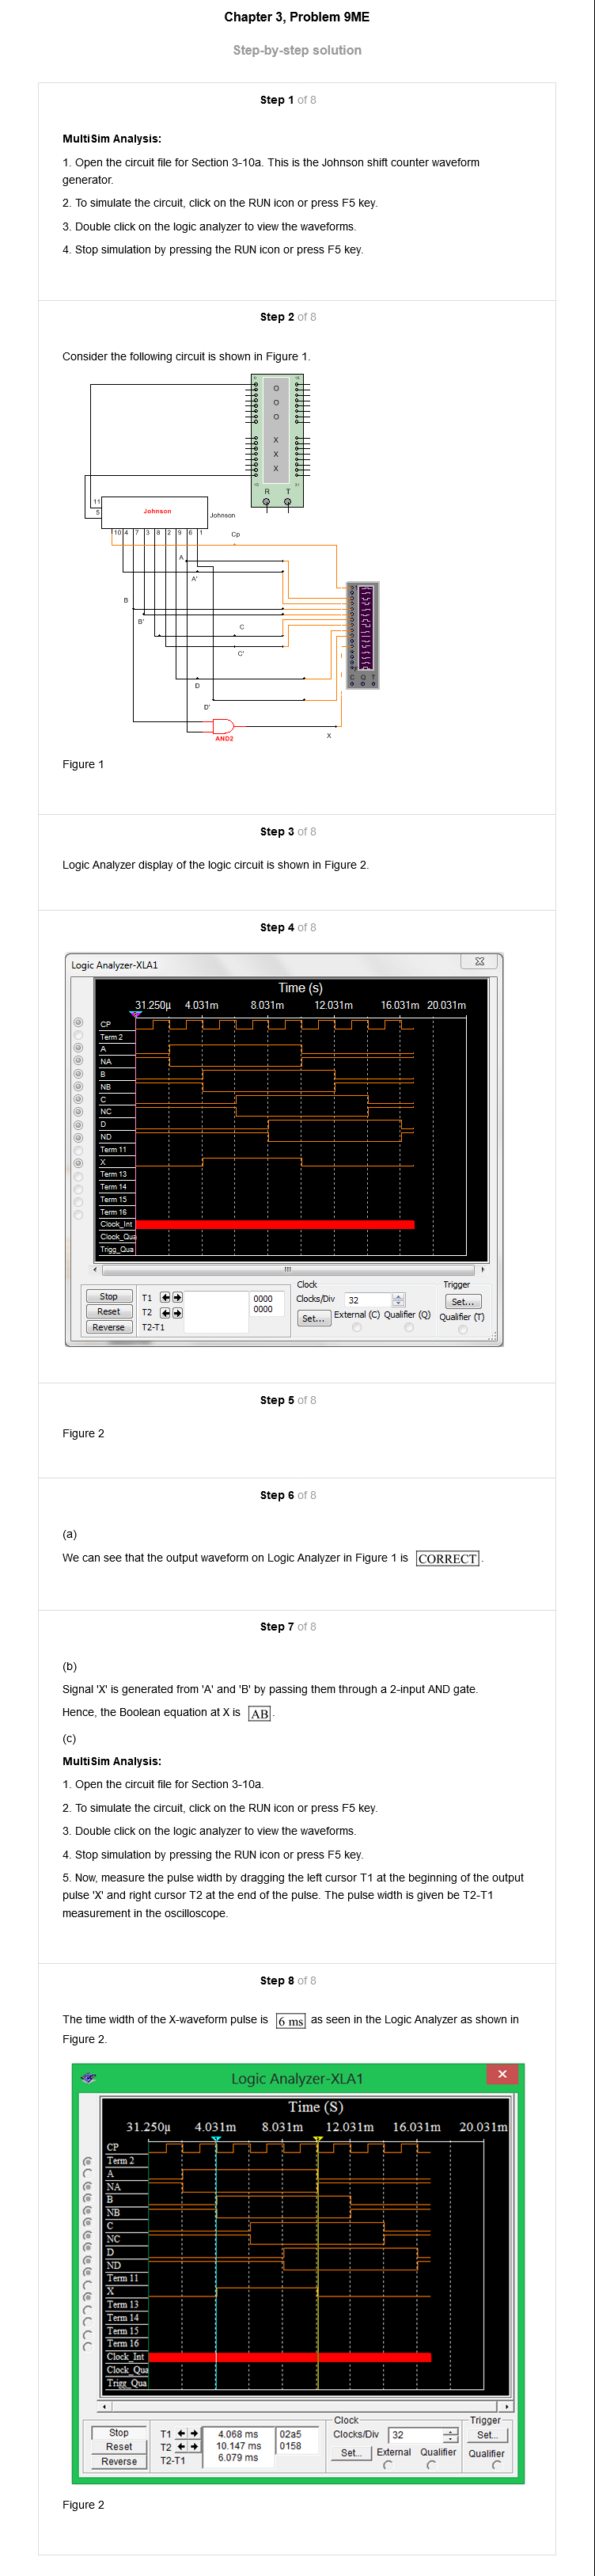 Chapter 3, Problem 9ME
Step-by-step solution
Step 1 of 8
MultiSim Analysis:
1. Open the circuit file for Section 3-10a. This is the Johnson shift counter waveform
generator.
2. To simulate the circuit, click on the RUN icon or press F5 key.
3. Double click on the logic analyzer to view the waveforms.
4. Stop simulation by pressing the RUN icon or press F5 key.
Step 2 of 8
Consider the following circuit is shown in Figure 1.
O
O
O
X
X
X
R T
11
5
Johnson
Johnson
10 4 7 3 8 2 9 6 1
Cp
A
A'
B
B'
C
C'
D
D'
C Q T
AND2
X
Figure 1
Step 3 of 8
Logic Analyzer display of the logic circuit is shown in Figure 2.
Step 4 of 8
Logic Analyzer-XLA1
Time (s)
31.250μ 4.031m 8.031m 12.031m 16.031m 20.031m
CP
Term 2
A
NA
B
NB
C
NC
D
ND
Term 11
X
Term 13
Term 14
Term 15
Term 16
Clock_Int
Clock_Qua
Trigg_Qua
Stop
Reset
Reverse
T1
T2
T2-T1
0000
0000
Clock
Clocks/Div 32
Set... External (C) Qualifier (Q)
Trigger
Set...
Qualifier (T)
Step 5 of 8
Figure 2
Step 6 of 8
(a)
We can see that the output waveform on Logic Analyzer in Figure 1 is CORRECT.
Step 7 of 8
(b)
Signal 'X' is generated from 'A' and 'B' by passing them through a 2-input AND gate.
Hence, the Boolean equation at X is AB.
(c)
MultiSim Analysis:
1. Open the circuit file for Section 3-10a.
2. To simulate the circuit, click on the RUN icon or press F5 key.
3. Double click on the logic analyzer to view the waveforms.
4. Stop simulation by pressing the RUN icon or press F5 key.
5. Now, measure the pulse width by dragging the left cursor T1 at the beginning of the output
pulse 'X' and right cursor T2 at the end of the pulse. The pulse width is given be T2-T1
measurement in the oscilloscope.
Step 8 of 8
The time width of the X-waveform pulse is 6 ms as seen in the Logic Analyzer as shown in
Figure 2.
Logic Analyzer-XLA1
Time (S)
31.250μ 4.031m 8.031m 12.031m 16.031m 20.031m
CP
Term 2
A
NA
B
NB
C
NC
D
ND
Term 11
X
Term 13
Term 14
Term 15
Term 16
Clock_Int
Clock_Qua
Trigg_Qua
Stop
Reset
Reverse
T1 4.068 ms 02a5
T2 10.147 ms 0158
T2-T1 6.079 ms
Clock
Clocks/Div 32
Set... External Qualifier
Trigger
Set...
Qualifier
Figure 2